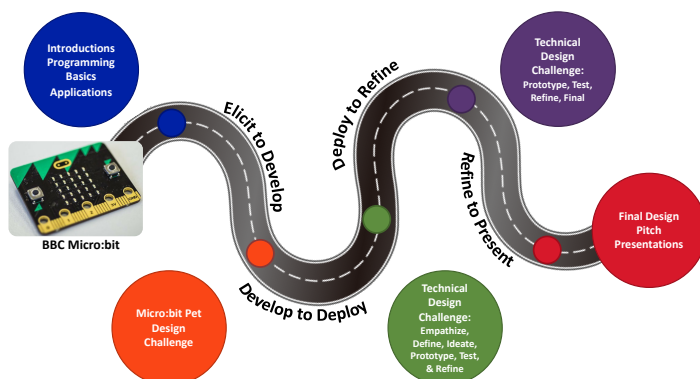 Introductions
Programming
Basics
Applications
BBC Micro:bit
Elicit to Develop
Micro:bit Pet
Design
Challenge
Develop to Deploy
Technical
Design
Challenge:
Empathize,
Define, Ideate,
Prototype, Test,
& Refine
Deploy to Refine
Technical
Design
Challenge:
Prototype, Test,
Refine, Final
Refine to Present
Final Design
Pitch
Presentations